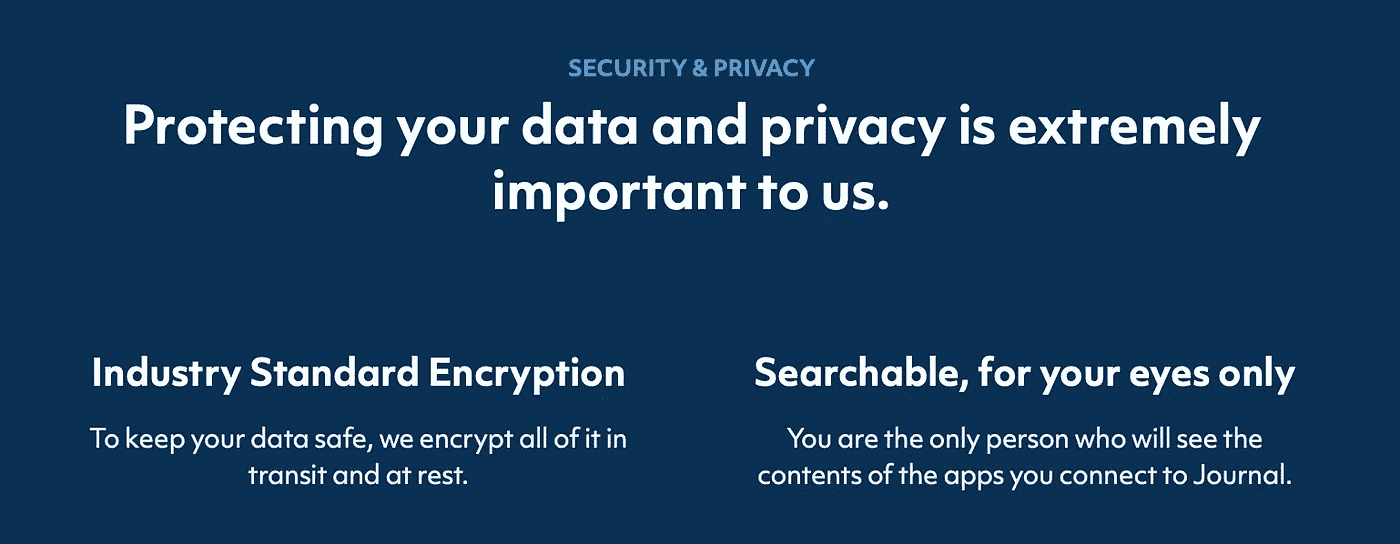 SECURITY & PRIVACY
Protecting your data and privacy is extremely
important to us.
Industry Standard Encryption
To keep your data safe, we encrypt all of it in
transit and at rest.
Searchable, for your eyes only
You are the only person who will see the
contents of the apps you connect to Journal.